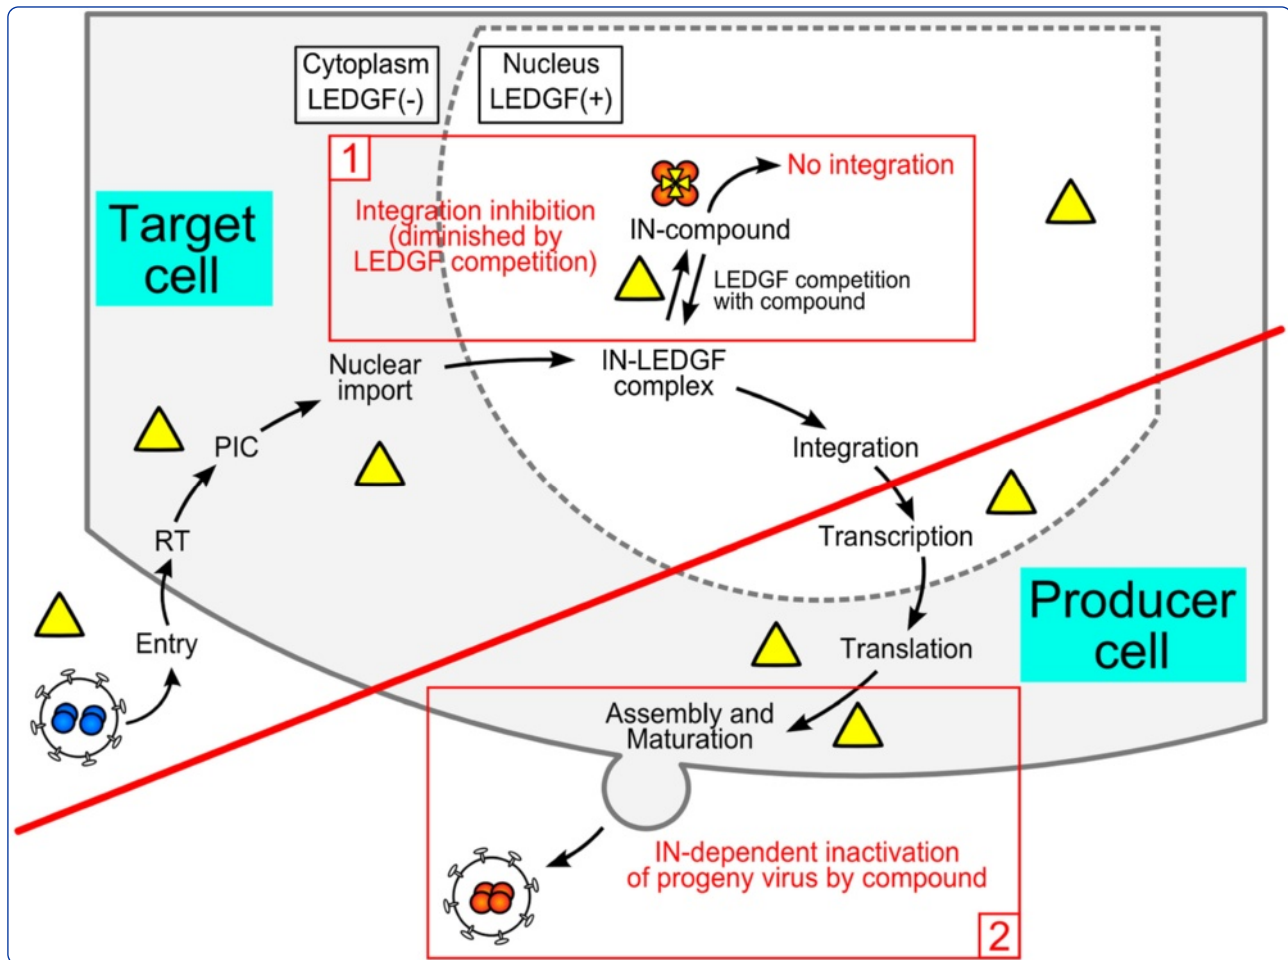 Cytoplasm
LEDGF(-)
Nucleus
LEDGF(+)
1
Target
cell
Integration inhibition
(diminished by
LEDGF competition)
No integration
IN-compound
LEDGF competition
with compound
Nuclear
import
IN-LEDGF
complex
PIC
Integration
RT
Transcription
Entry
Translation
Producer
cell
Assembly and
Maturation
IN-dependent inactivation
of progeny virus by compound
2